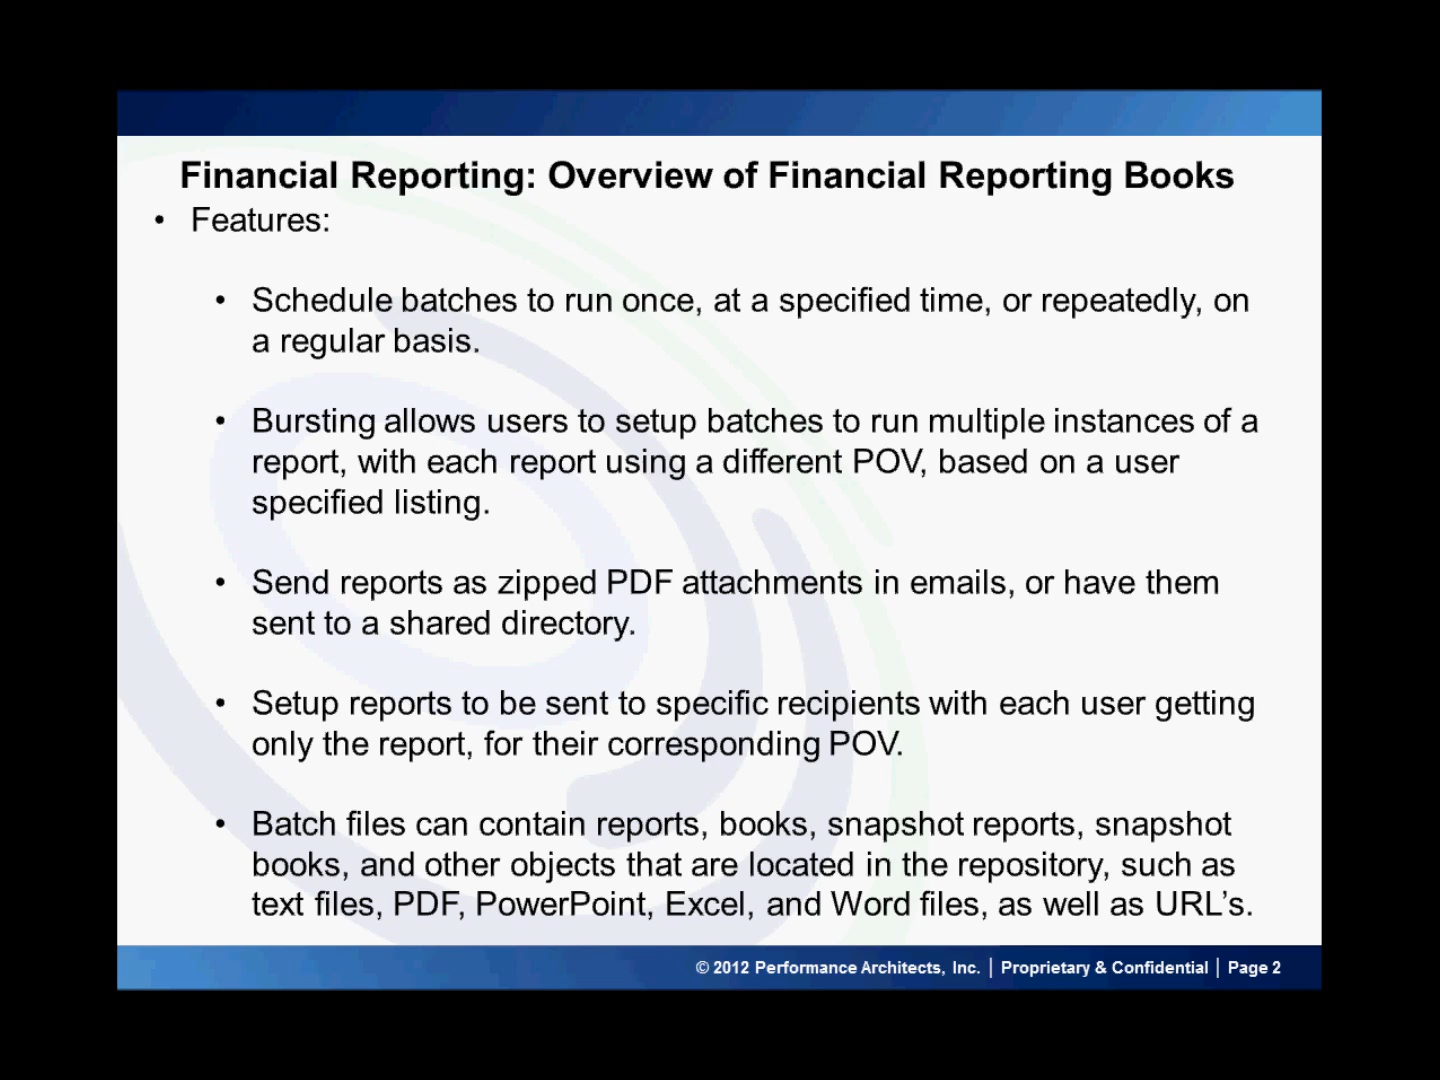 Financial Reporting: Overview of Financial Reporting Books
• Features:
• Schedule batches to run once, at a specified time, or repeatedly, on
a regular basis.
• Bursting allows users to setup batches to run multiple instances of a
report, with each report using a different POV, based on a user
specified listing.
• Send reports as zipped PDF attachments in emails, or have them
sent to a shared directory.
• Setup reports to be sent to specific recipients with each user getting
only the report, for their corresponding POV.
• Batch files can contain reports, books, snapshot reports, snapshot
books, and other objects that are located in the repository, such as
text files, PDF, PowerPoint, Excel, and Word files, as well as URL’s.
© 2012 Performance Architects, Inc. | Proprietary & Confidential | Page 2